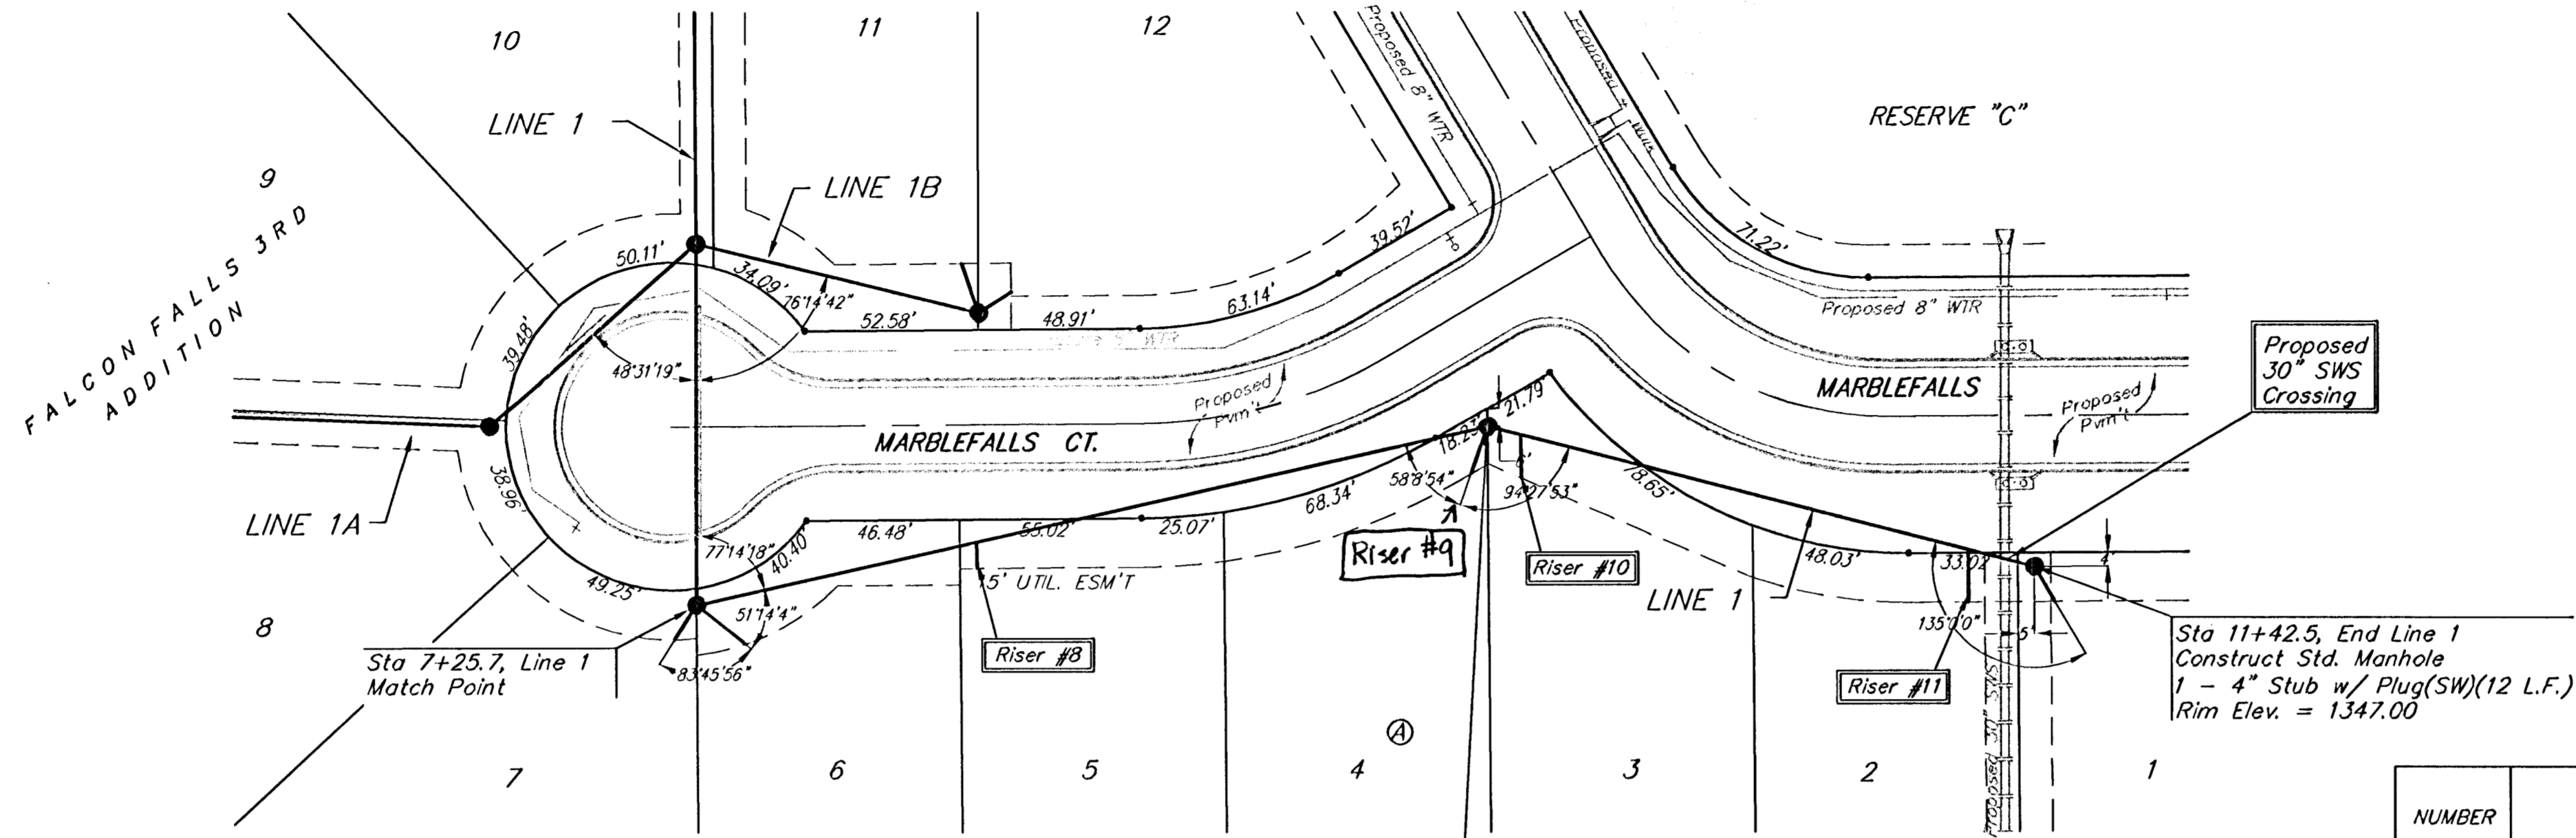 10
11
12
Proposed 8" WTR
Proposed
RESERVE "C"
LINE 1
9
LINE 1B
FALCON FALLS 3RD
ADDITION
50.11'
34.09'
76°14'42"
39.52'
71.22'
63.14'
52.58'
48.91'
39.48'
48°31'19"
Proposed 8" WTR
Proposed
30" SWS
Crossing
MARBLEFALLS
Proposed
Pvm't
Proposed
Pvm't
21.79'
MARBLEFALLS CT.
18.23'
38.96'
LINE 1A
58°8'54"
94°27'53"
78.65'
68.34'
46.48'
55.02'
25.07'
77°14'18"
40.40'
Riser #9
Riser #10
48.03'
33.02'
4'
49.25'
15' UTIL. ESM'T
LINE 1
51°14'4"
135°0'0"
5'
8
Sta 7+25.7, Line 1
Match Point
83°45'56"
Riser #8
Riser #11
Sta 11+42.5, End Line 1
Construct Std. Manhole
1 - 4" Stub w/ Plug(SW)(12 L.F.)
Rim Elev. = 1347.00
A
7
6
5
4
3
2
Proposed 30" SWS
1
NUMBER